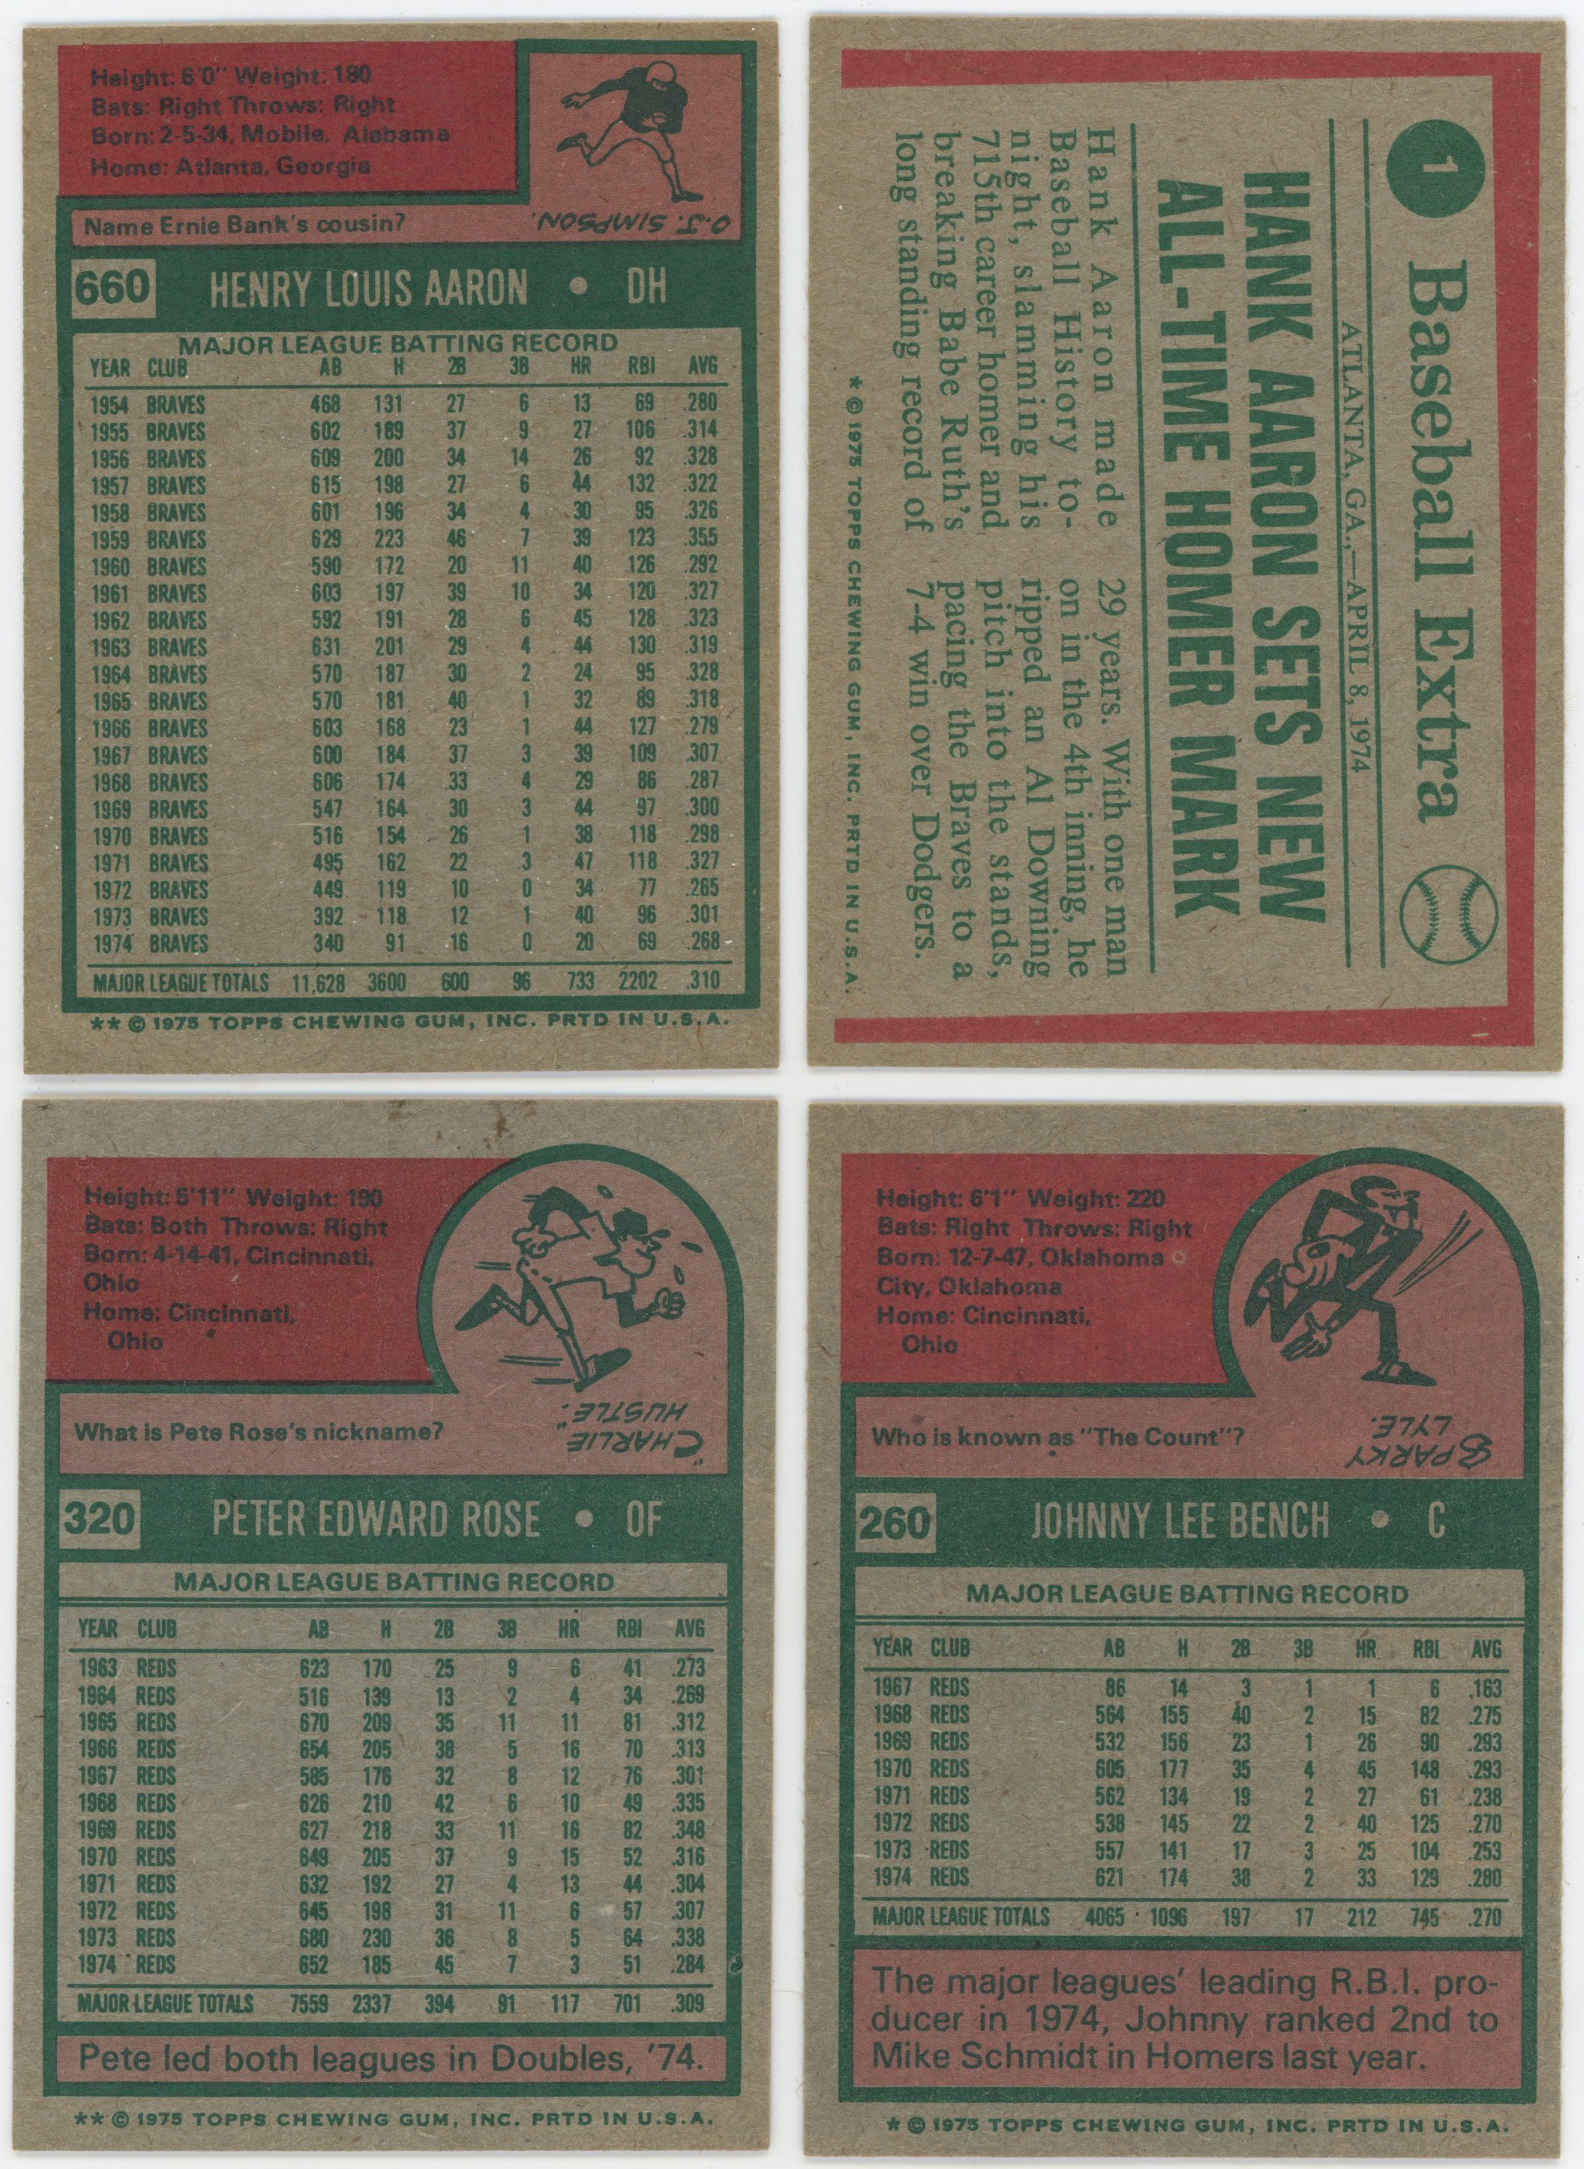 Height: 6'0" Weight: 180
Bats: Right Throws: Right
Born: 2-5-34, Mobile, Alabama
Home: Atlanta, Georgia
Name Ernie Bank's cousin?
O.J. SIMPSON.
660 HENRY LOUIS AARON • DH
MAJOR LEAGUE BATTING RECORD
YEAR CLUB AB H 2B 3B HR RBI AVG
1954 BRAVES 468 131 27 6 13 69 .280
1955 BRAVES 602 189 37 9 27 106 .314
1956 BRAVES 609 200 34 14 26 92 .328
1957 BRAVES 615 198 27 6 44 132 .322
1958 BRAVES 601 196 34 4 30 95 .326
1959 BRAVES 629 223 46 7 39 123 .355
1960 BRAVES 590 172 20 11 40 126 .292
1961 BRAVES 603 197 39 10 34 120 .327
1962 BRAVES 592 191 28 6 45 128 .323
1963 BRAVES 631 201 29 4 44 130 .319
1964 BRAVES 570 187 30 2 24 95 .328
1965 BRAVES 570 181 40 1 32 89 .318
1966 BRAVES 603 168 23 1 44 127 .279
1967 BRAVES 600 184 37 3 39 109 .307
1968 BRAVES 606 174 33 4 29 86 .287
1969 BRAVES 547 164 30 3 44 97 .300
1970 BRAVES 516 154 26 1 38 118 .298
1971 BRAVES 495 162 22 3 47 118 .327
1972 BRAVES 449 119 10 0 34 77 .265
1973 BRAVES 392 118 12 1 40 96 .301
1974 BRAVES 340 91 16 0 20 69 .268
MAJOR LEAGUE TOTALS 11,628 3600 600 96 733 2202 .310
** © 1975 TOPPS CHEWING GUM, INC. PRTD IN U.S.A.
1 Baseball Extra
ATLANTA, GA.,—APRIL 8, 1974
HANK AARON SETS NEW
ALL-TIME HOMER MARK
Hank Aaron made
Baseball History to-
night, slamming his
715th career homer and
breaking Babe Ruth's
long standing record of
29 years. With one man
on in the 4th inning, he
ripped an Al Downing
pitch into the stands,
pacing the Braves to a
7-4 win over Dodgers.
* © 1975 TOPPS CHEWING GUM, INC. PRTD IN U.S.A.
Height: 5'11" Weight: 190
Bats: Both Throws: Right
Born: 4-14-41, Cincinnati,
Ohio
Home: Cincinnati,
Ohio
What is Pete Rose's nickname?
"CHARLIE
HUSTLE."
320 PETER EDWARD ROSE • OF
MAJOR LEAGUE BATTING RECORD
YEAR CLUB AB H 2B 3B HR RBI AVG
1963 REDS 623 170 25 9 6 41 .273
1964 REDS 516 139 13 2 4 34 .269
1965 REDS 670 209 35 11 11 81 .312
1966 REDS 654 205 38 5 16 70 .313
1967 REDS 585 176 32 8 12 76 .301
1968 REDS 626 210 42 6 10 49 .335
1969 REDS 627 218 33 11 16 82 .348
1970 REDS 649 205 37 9 15 52 .316
1971 REDS 632 192 27 4 13 44 .304
1972 REDS 645 198 31 11 6 57 .307
1973 REDS 680 230 36 8 5 64 .338
1974 REDS 652 185 45 7 3 51 .284
MAJOR LEAGUE TOTALS 7559 2337 394 91 117 701 .309
Pete led both leagues in Doubles, '74.
** © 1975 TOPPS CHEWING GUM, INC. PRTD IN U.S.A.
Height: 6'1" Weight: 220
Bats: Right Throws: Right
Born: 12-7-47, Oklahoma
City, Oklahoma
Home: Cincinnati,
Ohio
Who is known as "The Count"?
SPARKY
LYLE.
260 JOHNNY LEE BENCH • C
MAJOR LEAGUE BATTING RECORD
YEAR CLUB AB H 2B 3B HR RBI AVG
1967 REDS 86 14 3 1 1 6 .163
1968 REDS 564 155 40 2 15 82 .275
1969 REDS 532 156 23 1 26 90 .293
1970 REDS 605 177 35 4 45 148 .293
1971 REDS 562 134 19 2 27 61 .238
1972 REDS 538 145 22 2 40 125 .270
1973 REDS 557 141 17 3 25 104 .253
1974 REDS 621 174 38 2 33 129 .280
MAJOR LEAGUE TOTALS 4065 1096 197 17 212 745 .270
The major leagues' leading R.B.I. pro-
ducer in 1974, Johnny ranked 2nd to
Mike Schmidt in Homers last year.
* © 1975 TOPPS CHEWING GUM, INC. PRTD IN U.S.A.